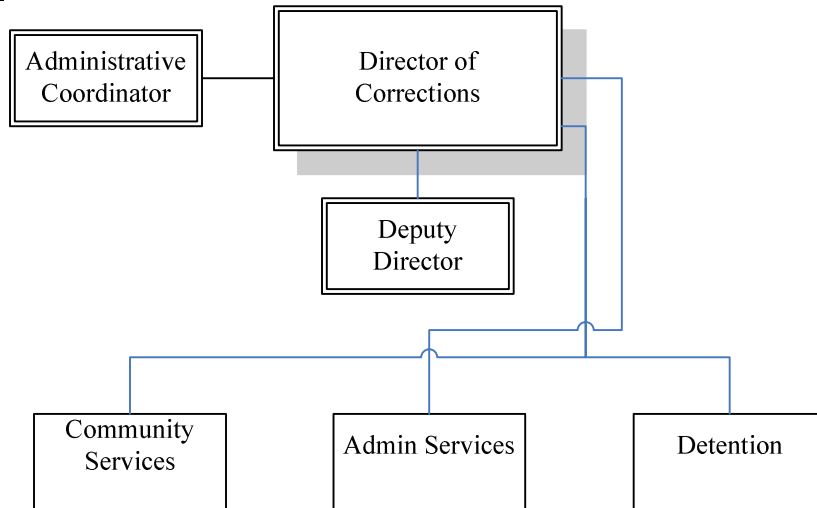 Administrative
Coordinator
Director of
Corrections
Deputy
Director
Community
Services
Admin Services
Detention